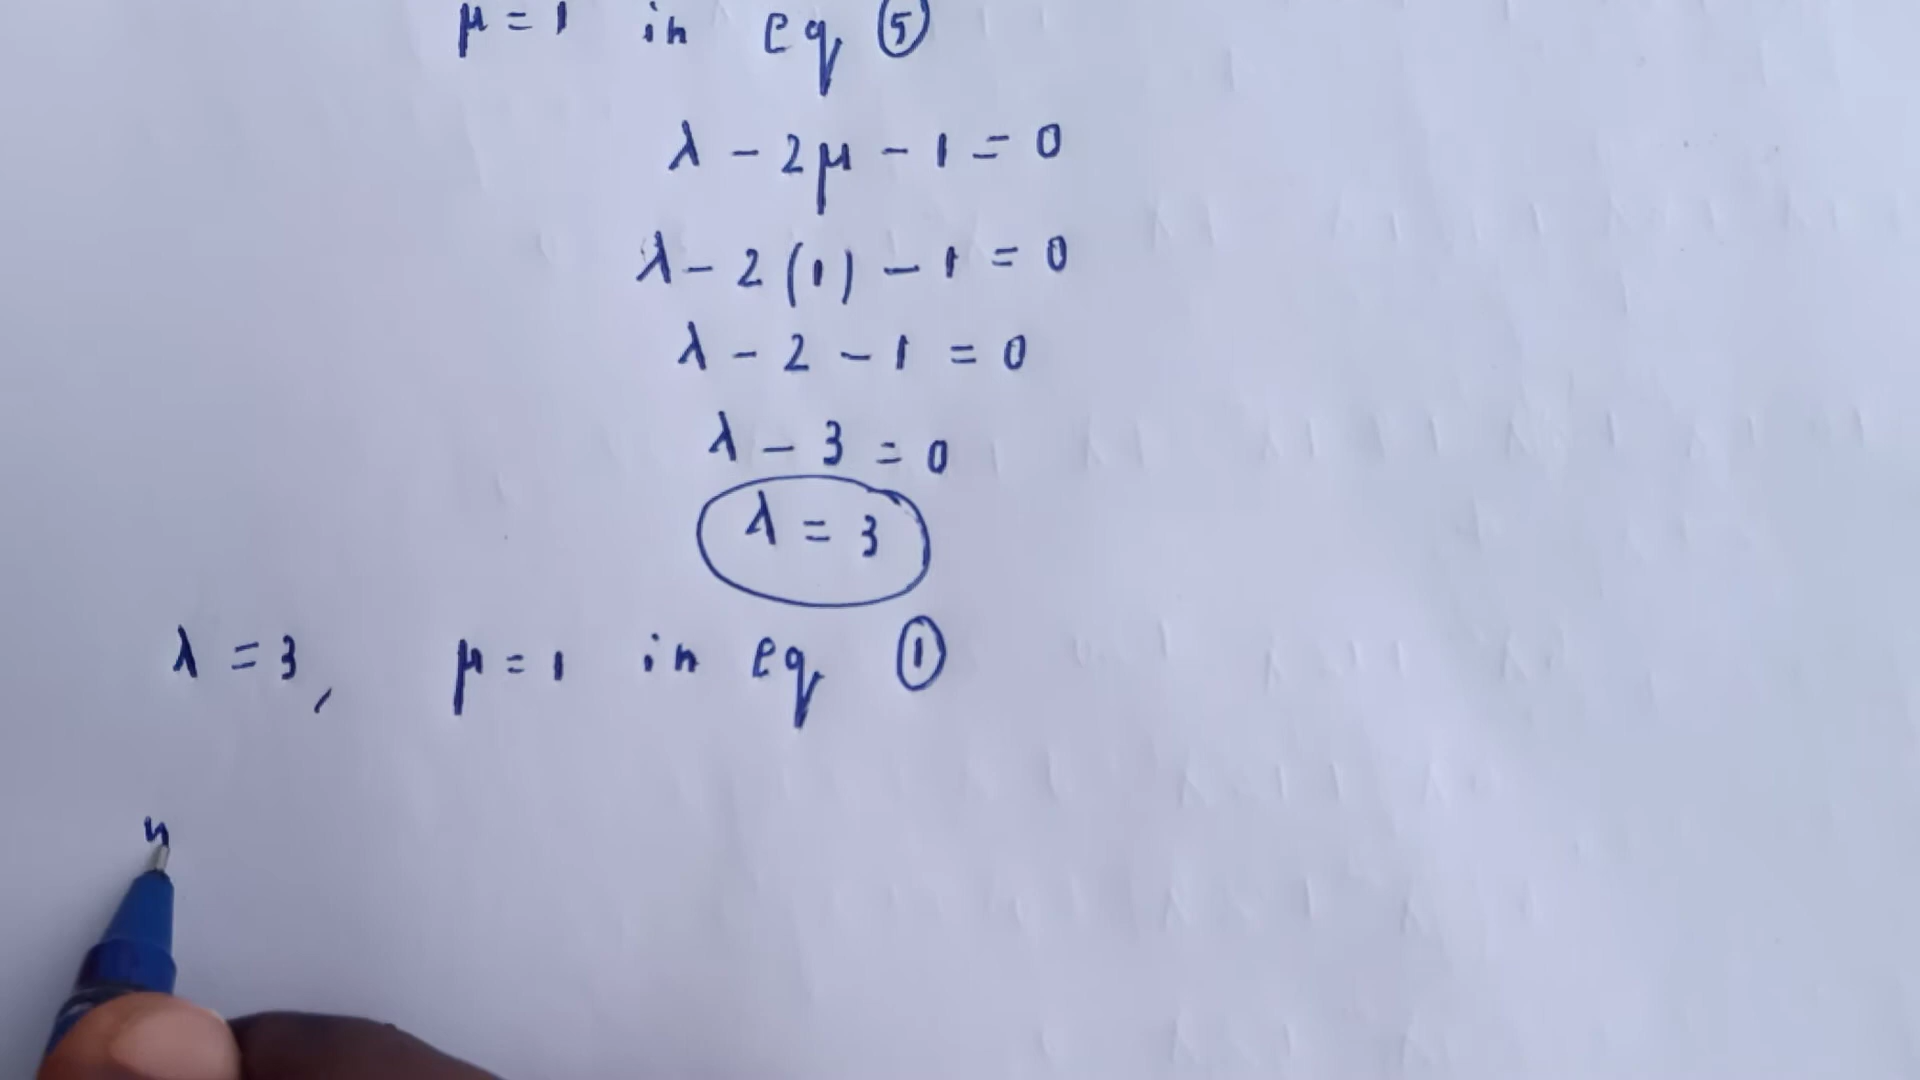 μ = 1 in eq ⑤
λ - 2μ - 1 = 0
λ - 2(1) - 1 = 0
λ - 2 - 1 = 0
λ - 3 = 0
λ = 3
λ = 3, μ = 1 in eq ①